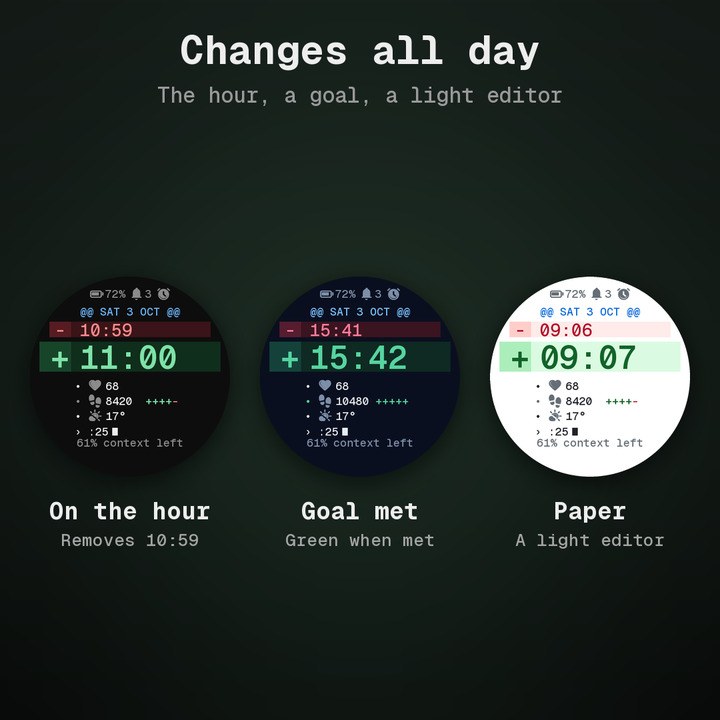 Changes all day
The hour, a goal, a light editor
72% 3
@@ SAT 3 OCT @@
- 10:59
+ 11:00
• 68
• 8420 ++++-
• 17°
› :25
61% context left
72% 3
@@ SAT 3 OCT @@
- 15:41
+ 15:42
• 68
• 10480 +++++
• 17°
› :25
61% context left
72% 3
@@ SAT 3 OCT @@
- 09:06
+ 09:07
• 68
• 8420 ++++-
• 17°
› :25
61% context left
On the hour
Removes 10:59
Goal met
Green when met
Paper
A light editor